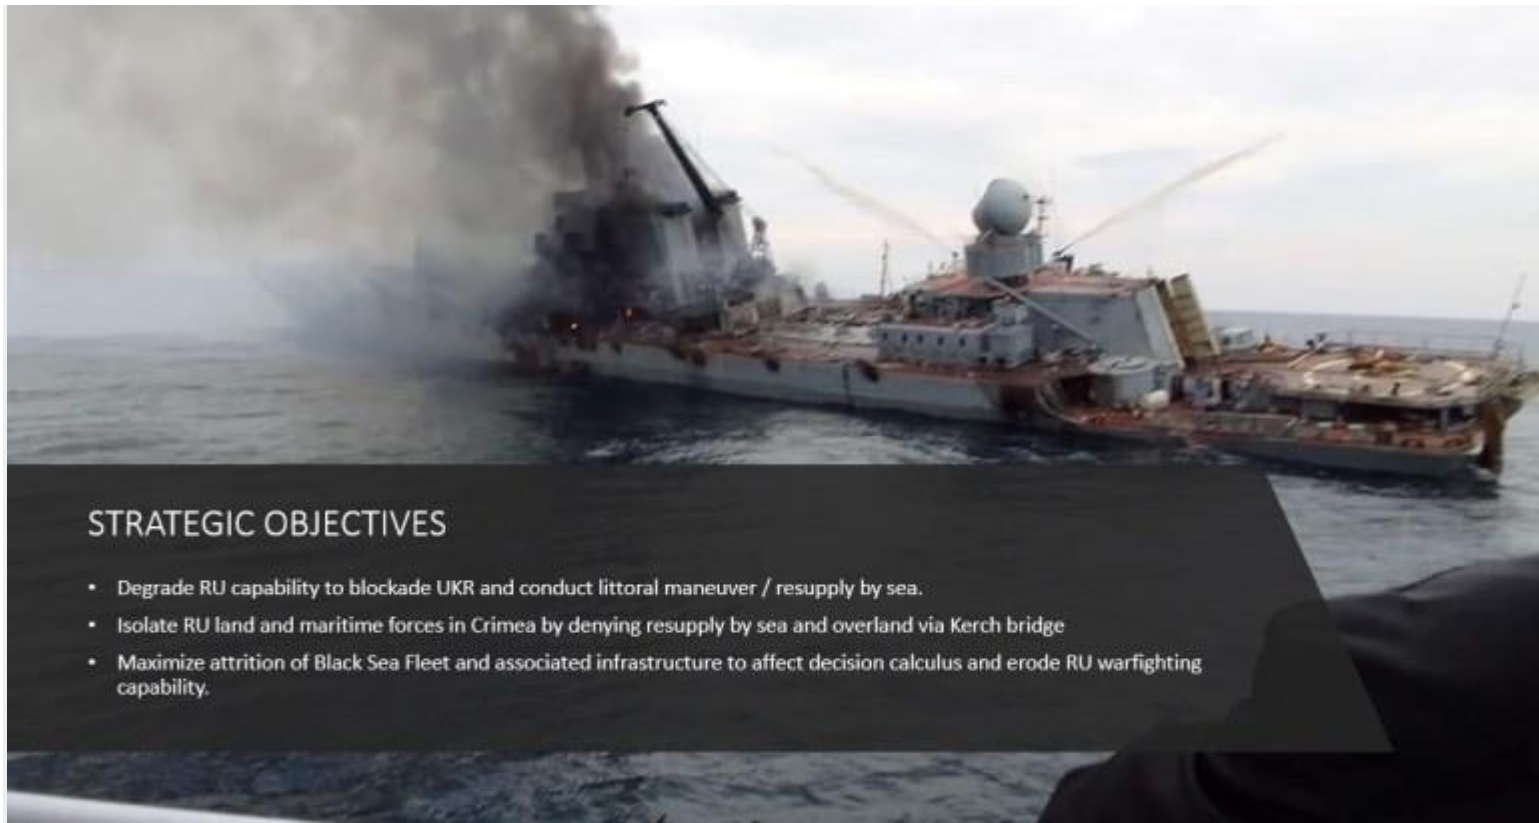 STRATEGIC OBJECTIVES
• Degrade RU capability to blockade UKR and conduct littoral maneuver / resupply by sea.
• Isolate RU land and maritime forces in Crimea by denying resupply by sea and overland via Kerch bridge
• Maximize attrition of Black Sea Fleet and associated infrastructure to affect decision calculus and erode RU warfighting
capability.